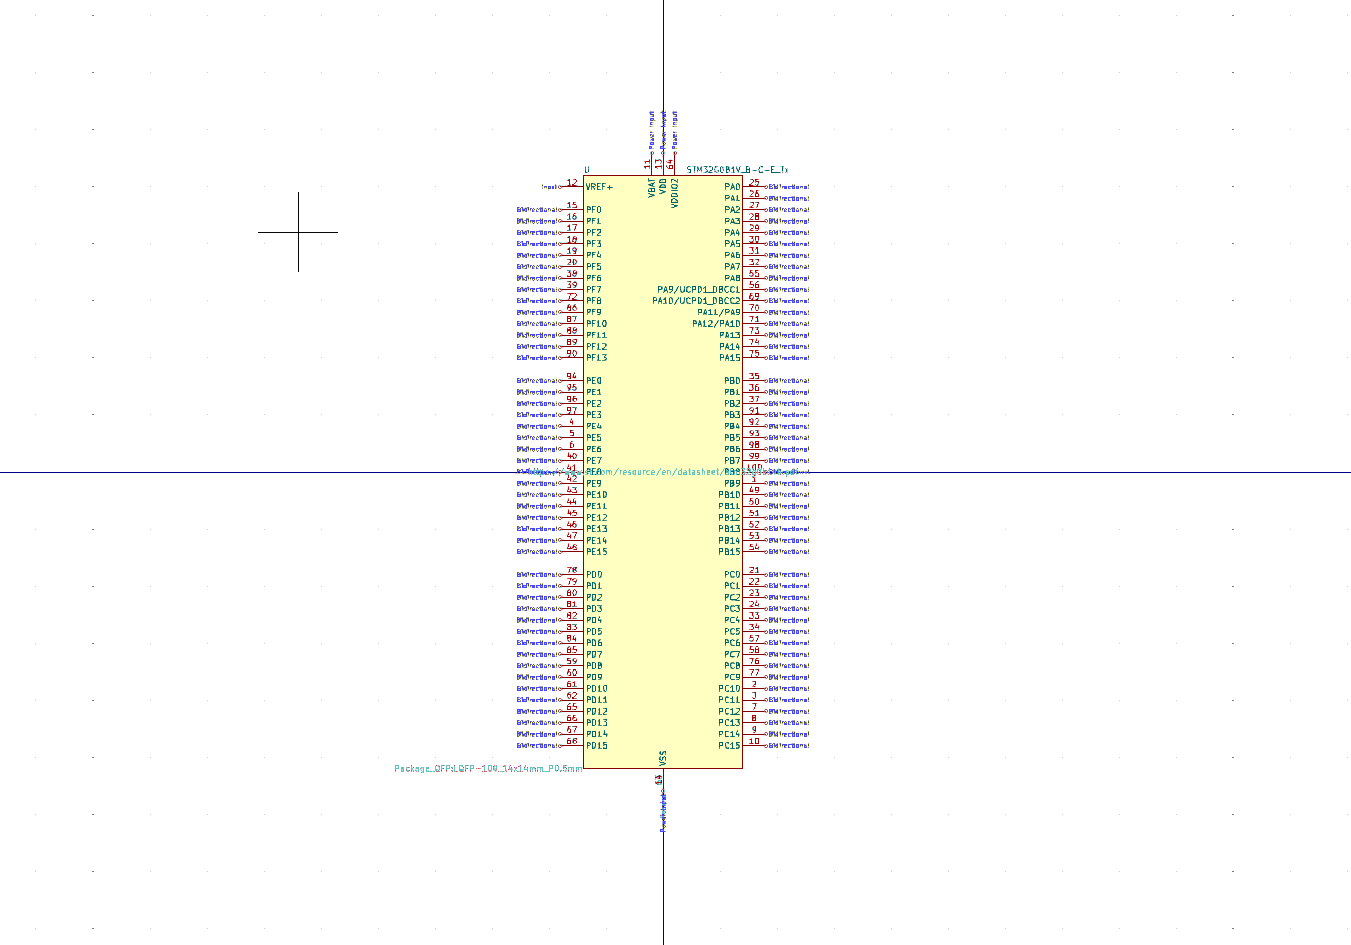 Power Input Power Input Power Input
11 13 64
U STM32G0B1V_B-C-E_Tx
VBAT VDD VDDIO2
Input 12 VREF+ PA0 25 Bidirectional
PA1 26 Bidirectional
Bidirectional 15 PF0 PA2 27 Bidirectional
Bidirectional 16 PF1 PA3 28 Bidirectional
Bidirectional 17 PF2 PA4 29 Bidirectional
Bidirectional 18 PF3 PA5 30 Bidirectional
Bidirectional 19 PF4 PA6 31 Bidirectional
Bidirectional 20 PF5 PA7 32 Bidirectional
Bidirectional 38 PF6 PA8 55 Bidirectional
Bidirectional 39 PF7 PA9/UCPD1_DBCC1 56 Bidirectional
Bidirectional 72 PF8 PA10/UCPD1_DBCC2 69 Bidirectional
Bidirectional 86 PF9 PA11/PA9 70 Bidirectional
Bidirectional 87 PF10 PA12/PA10 71 Bidirectional
Bidirectional 88 PF11 PA13 73 Bidirectional
Bidirectional 89 PF12 PA14 74 Bidirectional
Bidirectional 90 PF13 PA15 75 Bidirectional
Bidirectional 94 PE0 PB0 35 Bidirectional
Bidirectional 95 PE1 PB1 36 Bidirectional
Bidirectional 96 PE2 PB2 37 Bidirectional
Bidirectional 97 PE3 PB3 91 Bidirectional
Bidirectional 4 PE4 PB4 92 Bidirectional
Bidirectional 5 PE5 PB5 93 Bidirectional
Bidirectional 6 PE6 PB6 98 Bidirectional
Bidirectional 40 PE7 PB7 99 Bidirectional
41 PE8 .com/resource/en/datasheet/ PB8 100
Bidirectional 42 PE9 PB9 1 Bidirectional
Bidirectional 43 PE10 PB10 49 Bidirectional
Bidirectional 44 PE11 PB11 50 Bidirectional
Bidirectional 45 PE12 PB12 51 Bidirectional
Bidirectional 46 PE13 PB13 52 Bidirectional
Bidirectional 47 PE14 PB14 53 Bidirectional
Bidirectional 48 PE15 PB15 54 Bidirectional
Bidirectional 78 PD0 PC0 21 Bidirectional
Bidirectional 79 PD1 PC1 22 Bidirectional
Bidirectional 80 PD2 PC2 23 Bidirectional
Bidirectional 81 PD3 PC3 24 Bidirectional
Bidirectional 82 PD4 PC4 33 Bidirectional
Bidirectional 83 PD5 PC5 34 Bidirectional
Bidirectional 84 PD6 PC6 57 Bidirectional
Bidirectional 85 PD7 PC7 58 Bidirectional
Bidirectional 59 PD8 PC8 76 Bidirectional
Bidirectional 60 PD9 PC9 77 Bidirectional
Bidirectional 61 PD10 PC10 2 Bidirectional
Bidirectional 62 PD11 PC11 3 Bidirectional
Bidirectional 65 PD12 PC12 7 Bidirectional
Bidirectional 66 PD13 PC13 8 Bidirectional
Bidirectional 67 PD14 PC14 9 Bidirectional
Bidirectional 68 PD15 PC15 10 Bidirectional
VSS
Package_QFP:LQFP-100_14x14mm_P0.5mm